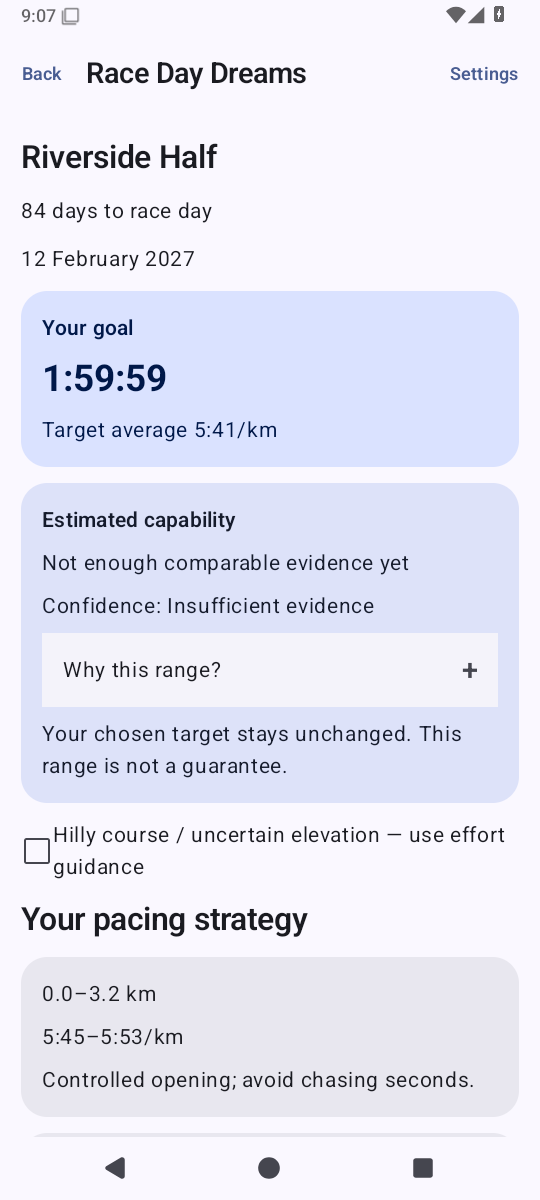 9:07
Back
Race Day Dreams
Settings
Riverside Half
84 days to race day
12 February 2027
Your goal
1:59:59
Target average 5:41/km
Estimated capability
Not enough comparable evidence yet
Confidence: Insufficient evidence
Why this range?
+
Your chosen target stays unchanged. This
range is not a guarantee.
Hilly course / uncertain elevation — use effort
guidance
Your pacing strategy
0.0–3.2 km
5:45–5:53/km
Controlled opening; avoid chasing seconds.